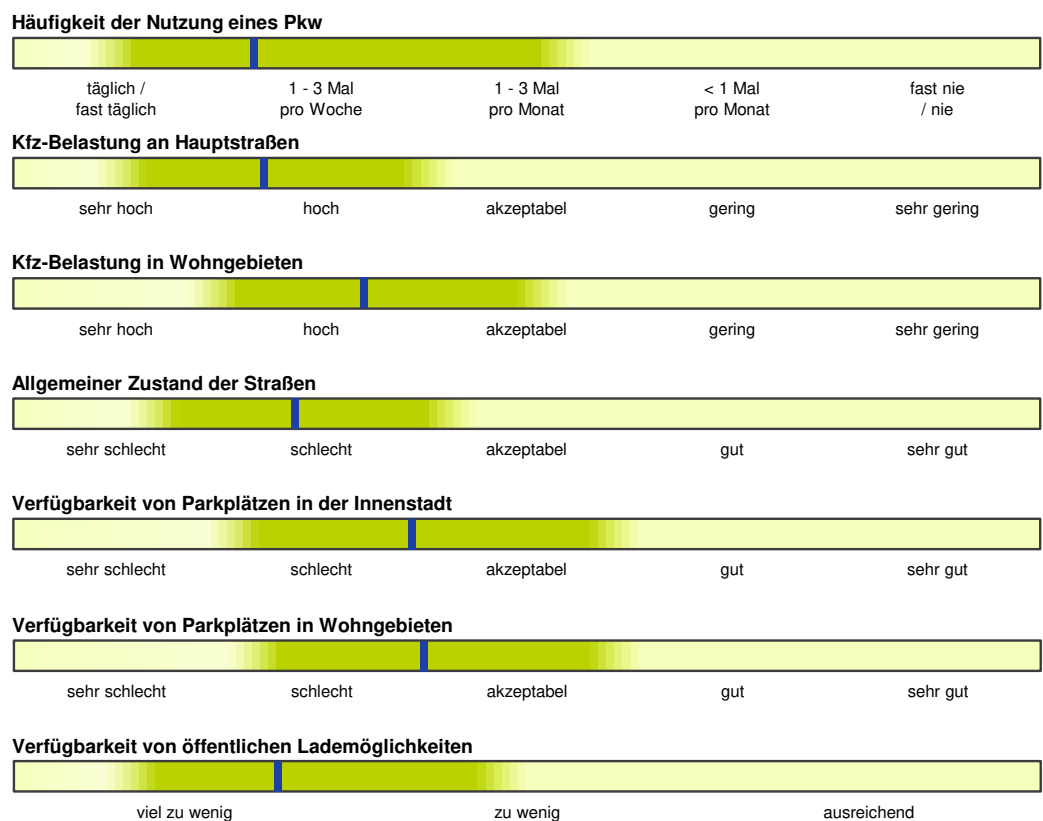 Häufigkeit der Nutzung eines Pkw
täglich / 1 - 3 Mal 1 - 3 Mal < 1 Mal fast nie
fast täglich pro Woche pro Monat pro Monat / nie
Kfz-Belastung an Hauptstraßen
sehr hoch hoch akzeptabel gering sehr gering
Kfz-Belastung in Wohngebieten
sehr hoch hoch akzeptabel gering sehr gering
Allgemeiner Zustand der Straßen
sehr schlecht schlecht akzeptabel gut sehr gut
Verfügbarkeit von Parkplätzen in der Innenstadt
sehr schlecht schlecht akzeptabel gut sehr gut
Verfügbarkeit von Parkplätzen in Wohngebieten
sehr schlecht schlecht akzeptabel gut sehr gut
Verfügbarkeit von öffentlichen Lademöglichkeiten
viel zu wenig zu wenig ausreichend